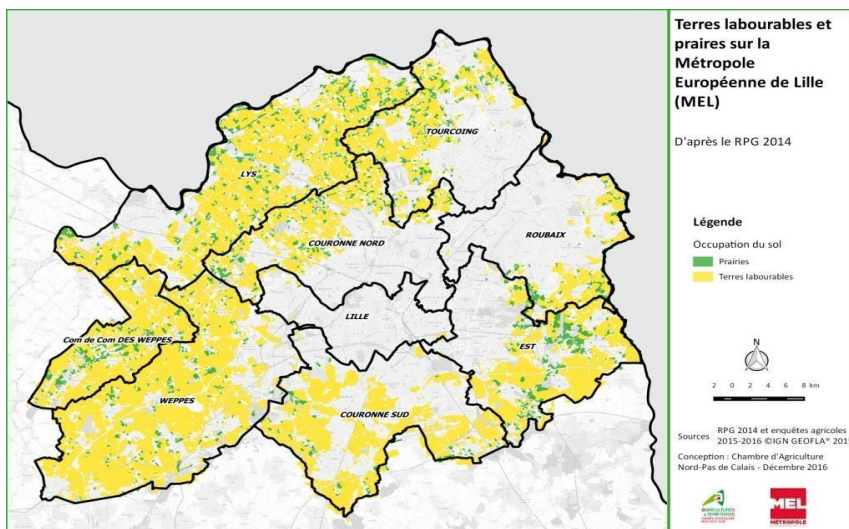 Terres labourables et
praires sur la
Métropole
Européenne de Lille
(MEL)
D'après le RPG 2014
TOURCOING
LYS
COURONNE NORD
ROUBAIX
LILLE
Com de Com DES WEPPES
EST
WEPPES
COURONNE SUD
Légende
Occupation du sol
Prairies
Terres labourables
N
2 0 2 4 6 8 km
Sources RPG 2014 et enquêtes agricoles
2015-2016 ©IGN GEOFLA® 201
Conception : Chambre d'Agriculture
Nord-Pas de Calais - Décembre 2016
AGRICULTURES
& TERRITOIRES
MEL
MÉTROPOLE